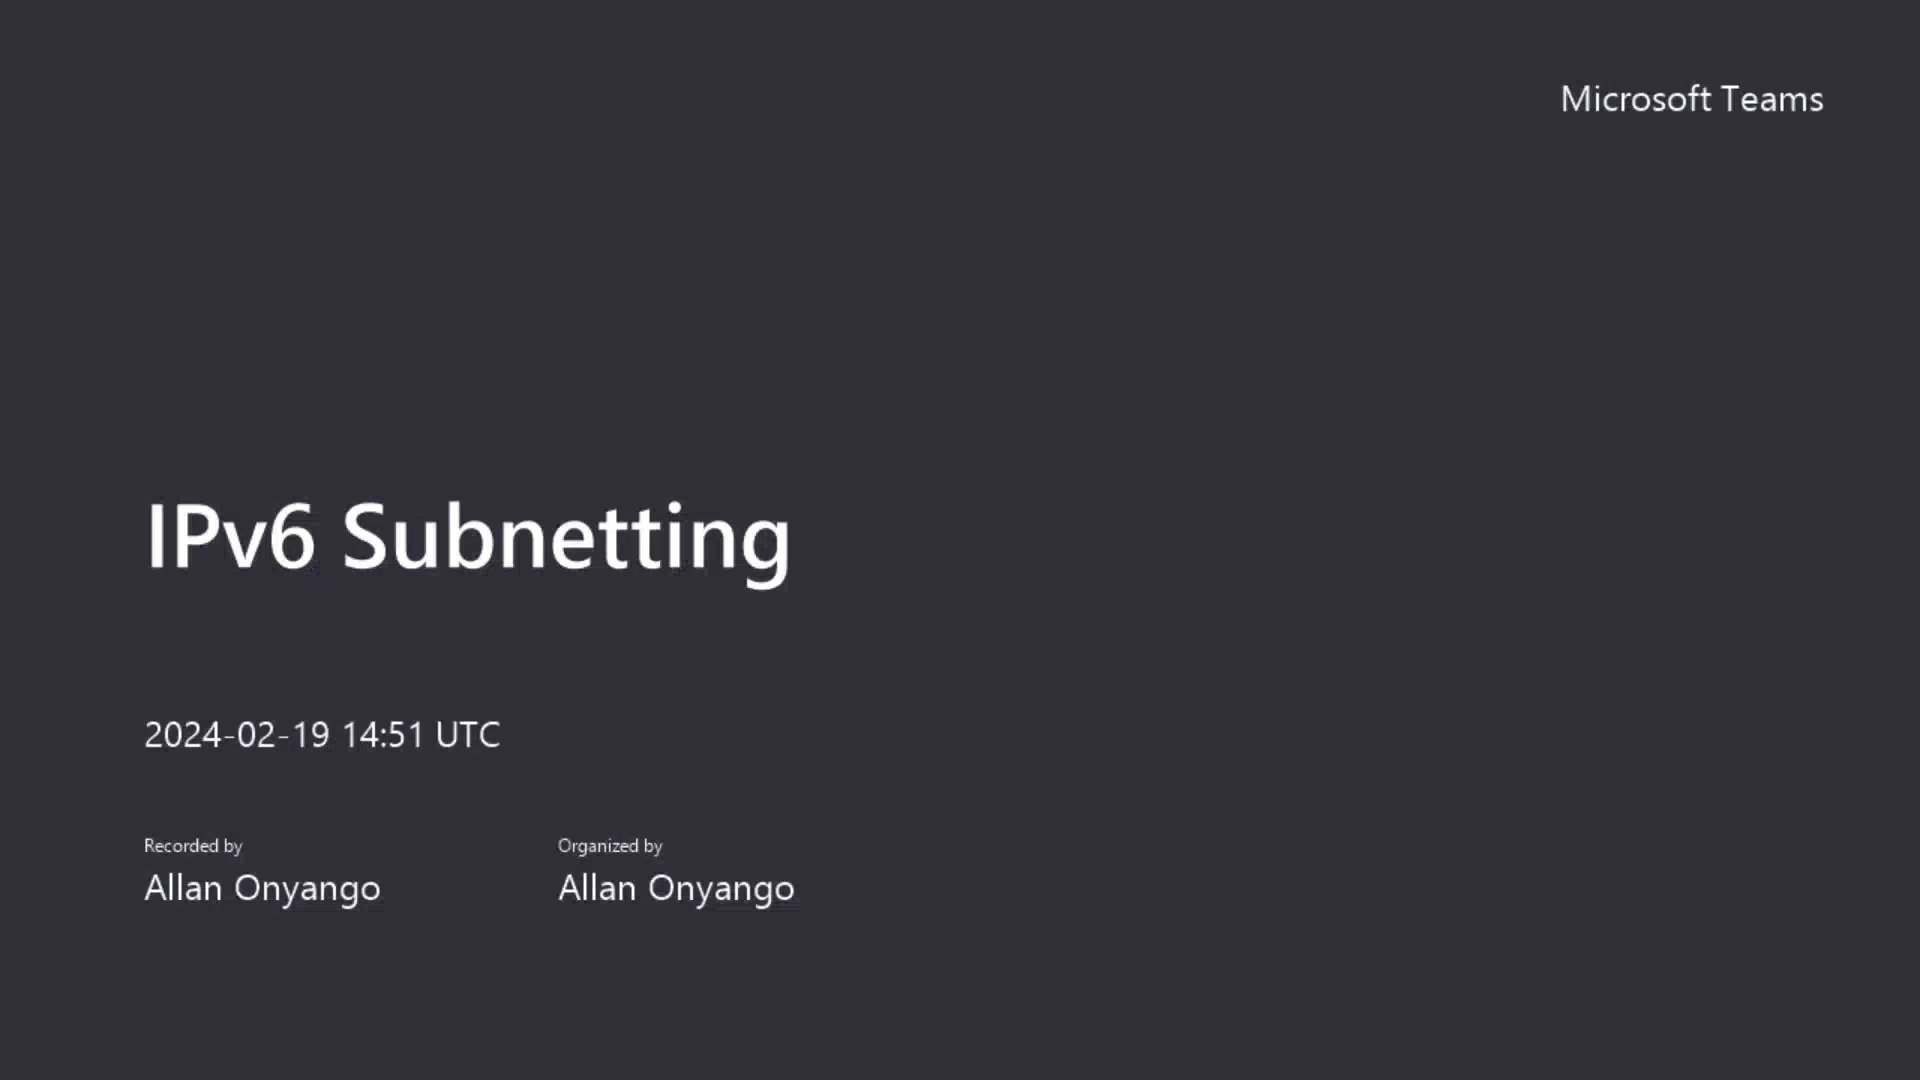 Microsoft Teams
IPv6 Subnetting
2024-02-19 14:51 UTC
Recorded by
Allan Onyango
Organized by
Allan Onyango